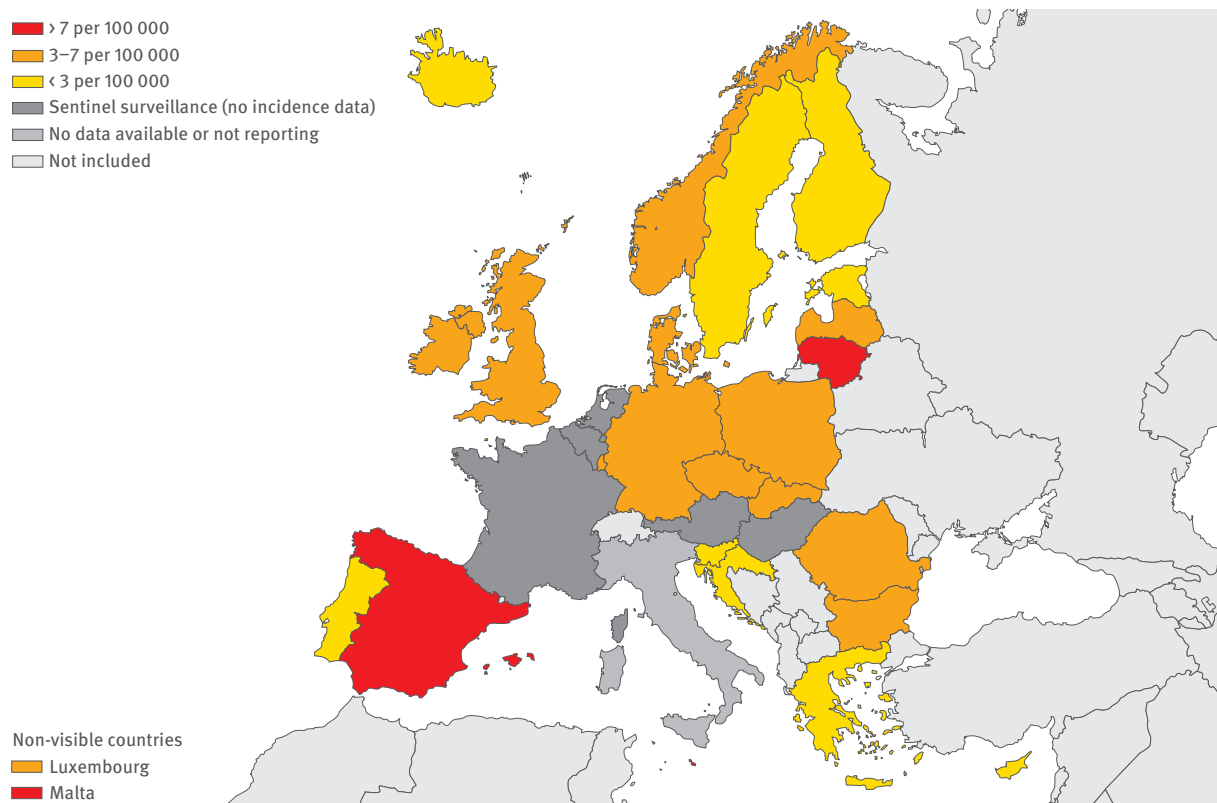 > 7 per 100 000
3–7 per 100 000
< 3 per 100 000
Sentinel surveillance (no incidence data)
No data available or not reporting
Not included
Non-visible countries
Luxembourg
Malta